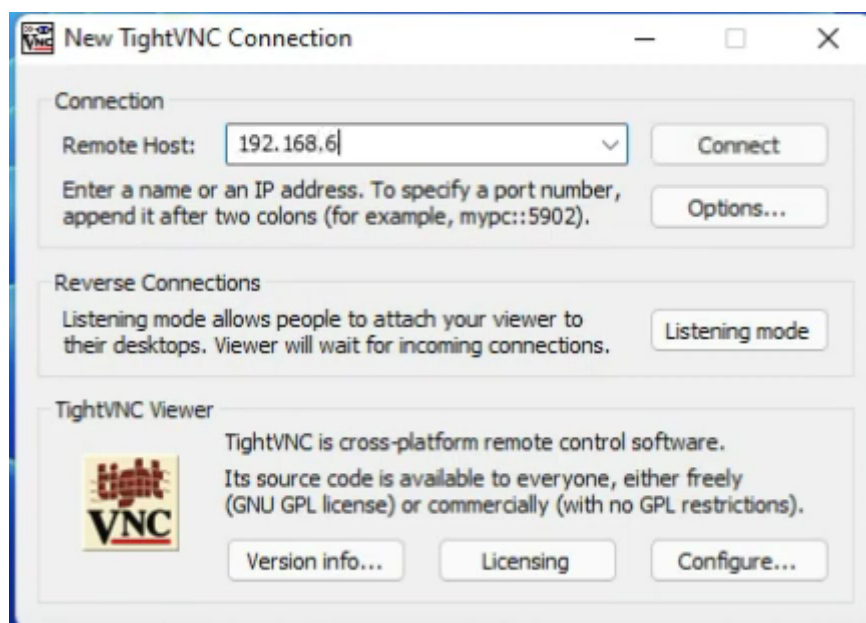 New TightVNC Connection
Connection
Remote Host: 192.168.6 Connect
Enter a name or an IP address. To specify a port number,
append it after two colons (for example, mypc::5902). Options...
Reverse Connections
Listening mode allows people to attach your viewer to
their desktops. Viewer will wait for incoming connections. Listening mode
TightVNC Viewer
TightVNC is cross-platform remote control software.
Its source code is available to everyone, either freely
(GNU GPL license) or commercially (with no GPL restrictions).
tight
VNC
Version info... Licensing Configure...